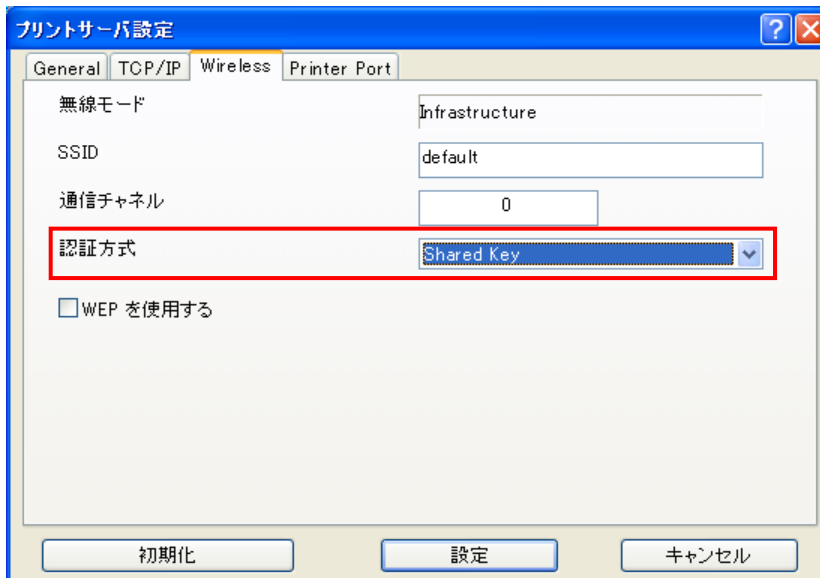 プリントサーバ設定
General TCP/IP Wireless Printer Port
無線モード Infrastructure
SSID default
通信チャネル 0
認証方式 Shared Key
WEP を使用する
初期化 設定 キャンセル